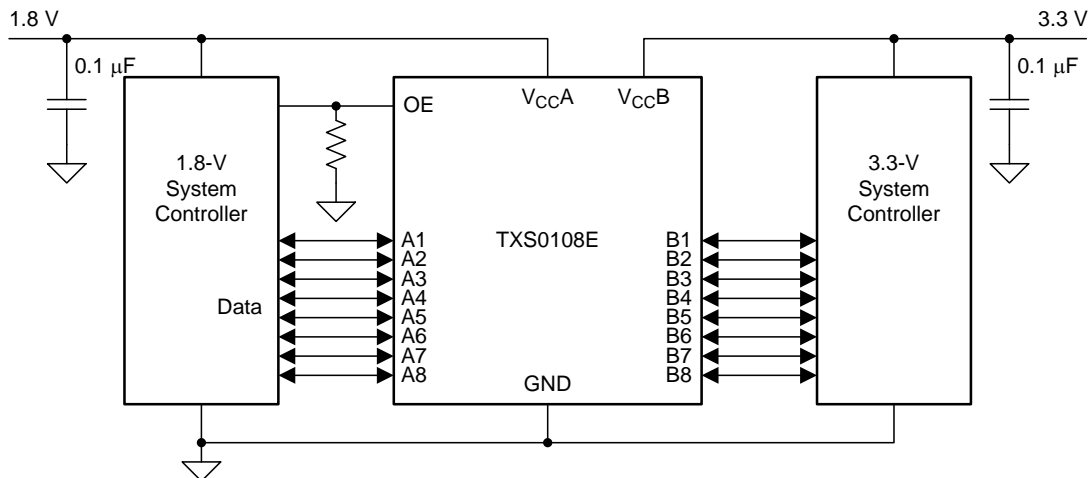 1.8 V
3.3 V
0.1 μF
0.1 μF
OE
VCCA
VCCB
1.8-V
System
Controller
3.3-V
System
Controller
TXS0108E
Data
A1
A2
A3
A4
A5
A6
A7
A8
B1
B2
B3
B4
B5
B6
B7
B8
GND